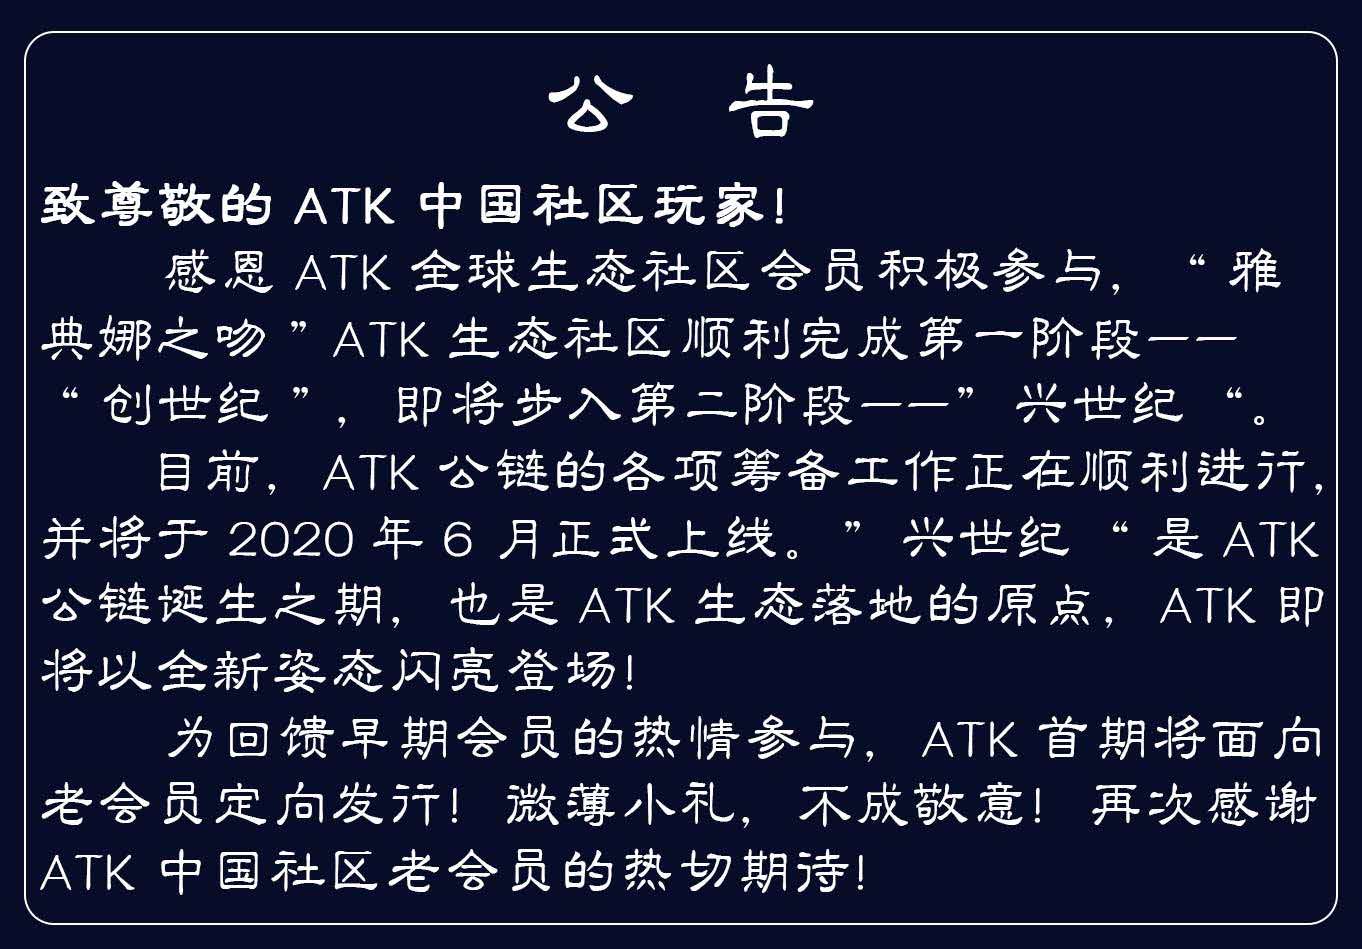 公 告
致尊敬的 ATK 中国社区玩家！
感恩 ATK 全球生态社区会员积极参与，“ 雅
典娜之吻 ”ATK 生态社区顺利完成第一阶段——
“ 创世纪 ”，即将步入第二阶段——” 兴世纪 “。
目前，ATK 公链的各项筹备工作正在顺利进行，
并将于 2020 年 6 月正式上线。” 兴世纪 “ 是 ATK
公链诞生之期，也是 ATK 生态落地的原点，ATK 即
将以全新姿态闪亮登场！
为回馈早期会员的热情参与，ATK 首期将面向
老会员定向发行！微薄小礼，不成敬意！再次感谢
ATK 中国社区老会员的热切期待！